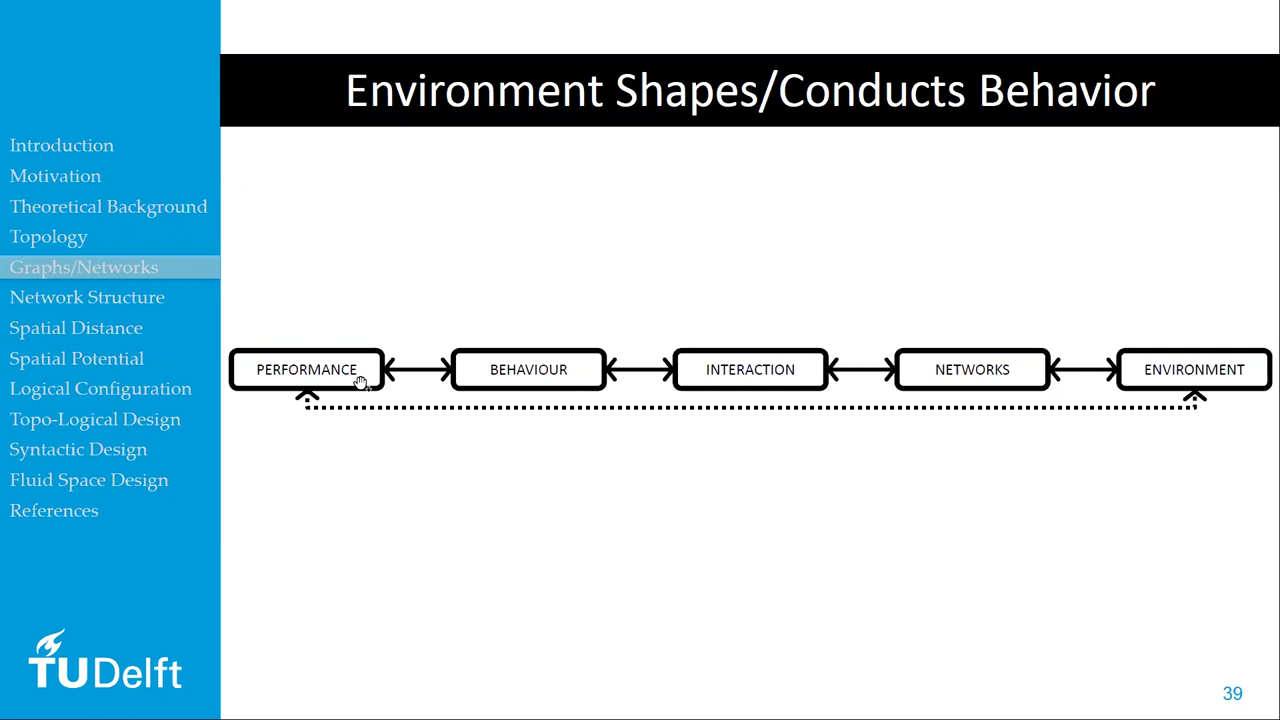 Environment Shapes/Conducts Behavior
Introduction
Motivation
Theoretical Background
Topology
Graphs/Networks
Network Structure
Spatial Distance
Spatial Potential
Logical Configuration
Topo-Logical Design
Syntactic Design
Fluid Space Design
References
PERFORMANCE
BEHAVIOUR
INTERACTION
NETWORKS
ENVIRONMENT
TUDelft
39